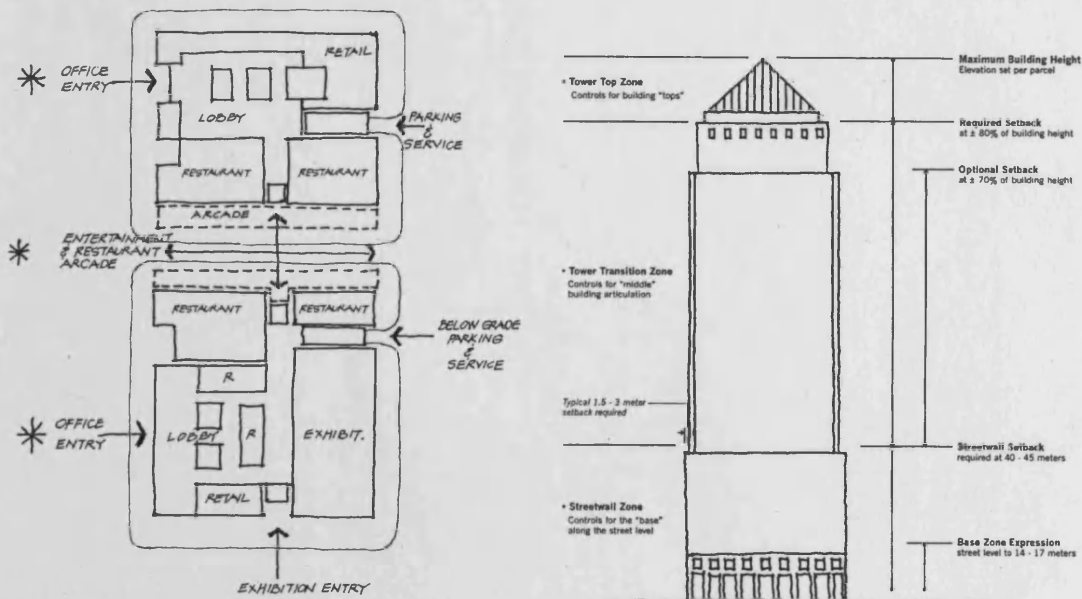 RETAIL
OFFICE
ENTRY
LOBBY
PARKING
&
SERVICE
RESTAURANT
RESTAURANT
ARCADE
ENTERTAINMENT
& RESTAURANT
ARCADE
RESTAURANT
RESTAURANT
BELOW GRADE
PARKING
&
SERVICE
R
OFFICE
ENTRY
LOBBY
R
EXHIBIT.
RETAIL
EXHIBITION ENTRY
• Tower Top Zone
Controls for building "tops"
Maximum Building Height
Elevation set per parcel
Required Setback
at ± 80% of building height
Optional Setback
at ± 70% of building height
• Tower Transition Zone
Controls for "middle"
building articulation
Typical 1.5 - 3 meter
setback required
Streetwall Setback
required at 40 - 45 meters
• Streetwall Zone
Controls for the "base"
along the street level
Base Zone Expression
street level to 14 - 17 meters